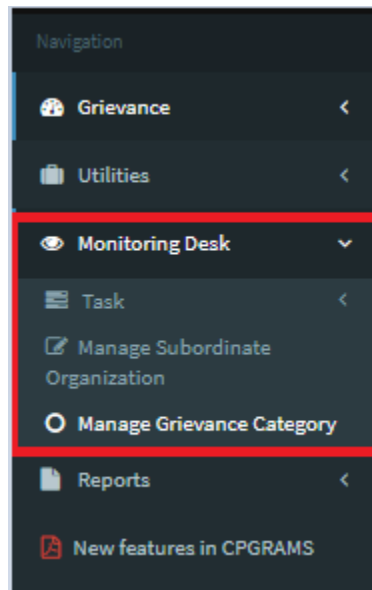 Navigation
Grievance
Utilities
Monitoring Desk
Task
Manage Subordinate
Organization
Manage Grievance Category
Reports
New features in CPGRAMS